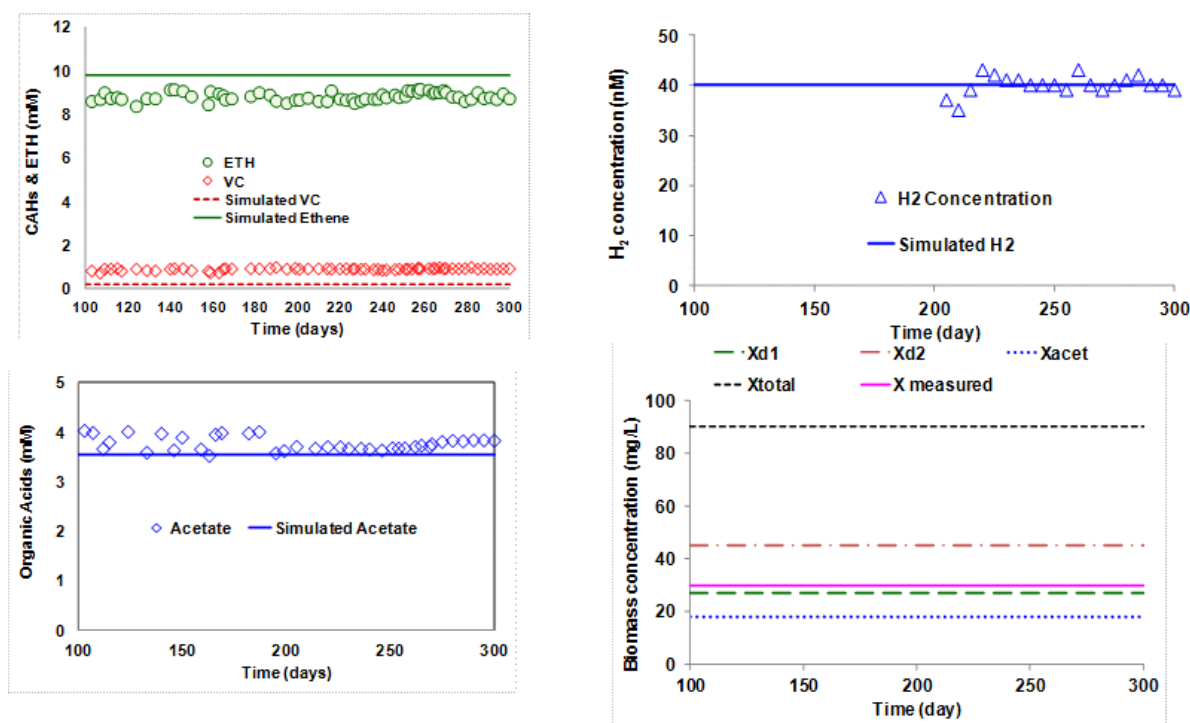 12
10
8
6
4
2
0
CAHs & ETH (mM)
ETH
VC
Simulated VC
Simulated Ethene
100 120 140 160 180 200 220 240 260 280 300
Time (days)
50
40
30
20
10
0
H2 concentration (nM)
H2 Concentration
Simulated H2
100 150 200 250 300
Time (day)
5
4
3
2
1
0
Organic Acids (mM)
Acetate Simulated Acetate
100 150 200 250 300
Time (days)
Xd1 Xd2 Xacet
Xtotal X measured
100
80
60
40
20
0
Biomass concentration (mg/L)
100 150 200 250 300
Time (day)